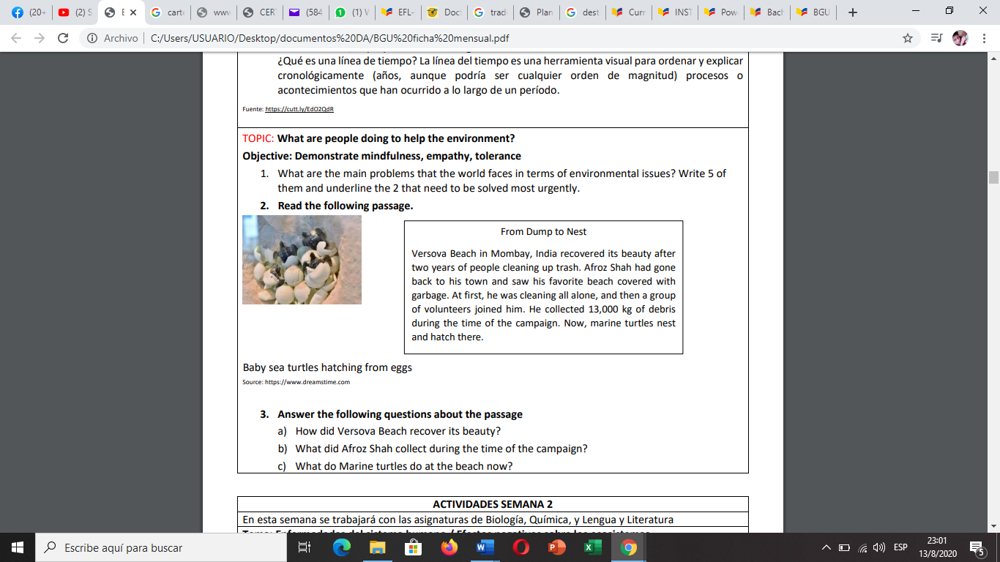 (20+
(2) S
E
cart
www
CER
(584
(1) V
EFL-
Doc
trad
Plan
dest
Curr
INST
Pow
Bach
BGU
Archivo | C:/Users/USUARIO/Desktop/documentos%20DA/BGU%20ficha%20mensual.pdf
¿Qué es una línea de tiempo? La línea del tiempo es una herramienta visual para ordenar y explicar
cronológicamente (años, aunque podría ser cualquier orden de magnitud) procesos o
acontecimientos que han ocurrido a lo largo de un período.
Fuente: https://cutt.ly/EdO2QdR
TOPIC: What are people doing to help the environment?
Objective: Demonstrate mindfulness, empathy, tolerance
1. What are the main problems that the world faces in terms of environmental issues? Write 5 of
them and underline the 2 that need to be solved most urgently.
2. Read the following passage.
From Dump to Nest
Versova Beach in Mombay, India recovered its beauty after
two years of people cleaning up trash. Afroz Shah had gone
back to his town and saw his favorite beach covered with
garbage. At first, he was cleaning all alone, and then a group
of volunteers joined him. He collected 13,000 kg of debris
during the time of the campaign. Now, marine turtles nest
and hatch there.
Baby sea turtles hatching from eggs
Source: https://www.dreamstime.com
3. Answer the following questions about the passage
a) How did Versova Beach recover its beauty?
b) What did Afroz Shah collect during the time of the campaign?
c) What do Marine turtles do at the beach now?
ACTIVIDADES SEMANA 2
En esta semana se trabajará con las asignaturas de Biología, Química, y Lengua y Literatura
Tema: Enfermedades del sistema humano / Efectos negativos sobre los ecosistemas
Escribe aquí para buscar
ESP
23:01
13/8/2020
5